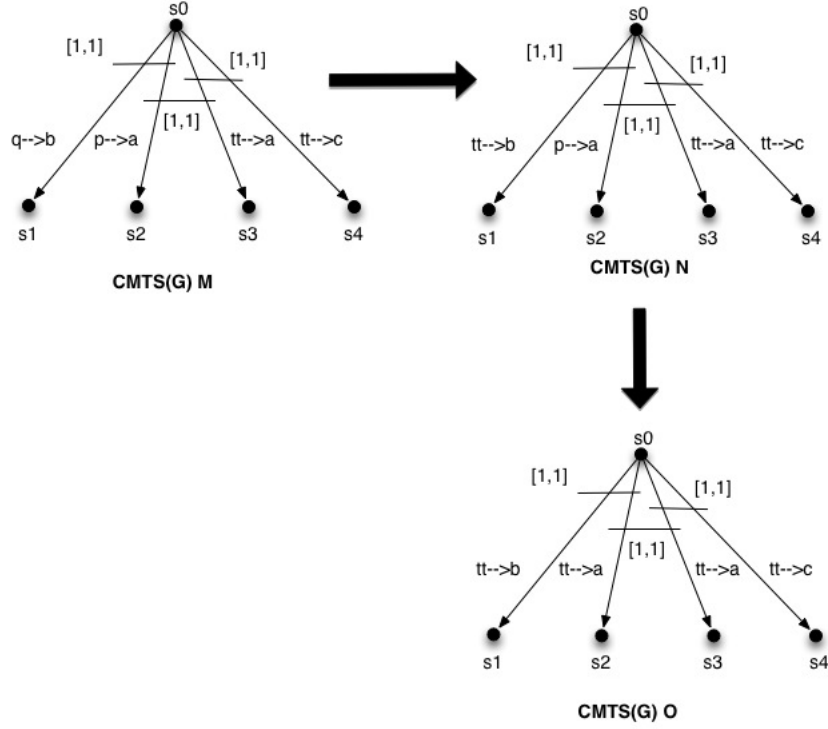 s0
[1,1]
[1,1]
[1,1]
q-->b
p-->a
tt-->a
tt-->c
s1
s2
s3
s4
CMTS(G) M
s0
[1,1]
[1,1]
[1,1]
tt-->b
p-->a
tt-->a
tt-->c
s1
s2
s3
s4
CMTS(G) N
s0
[1,1]
[1,1]
[1,1]
tt-->b
tt-->a
tt-->a
tt-->c
s1
s2
s3
s4
CMTS(G) O